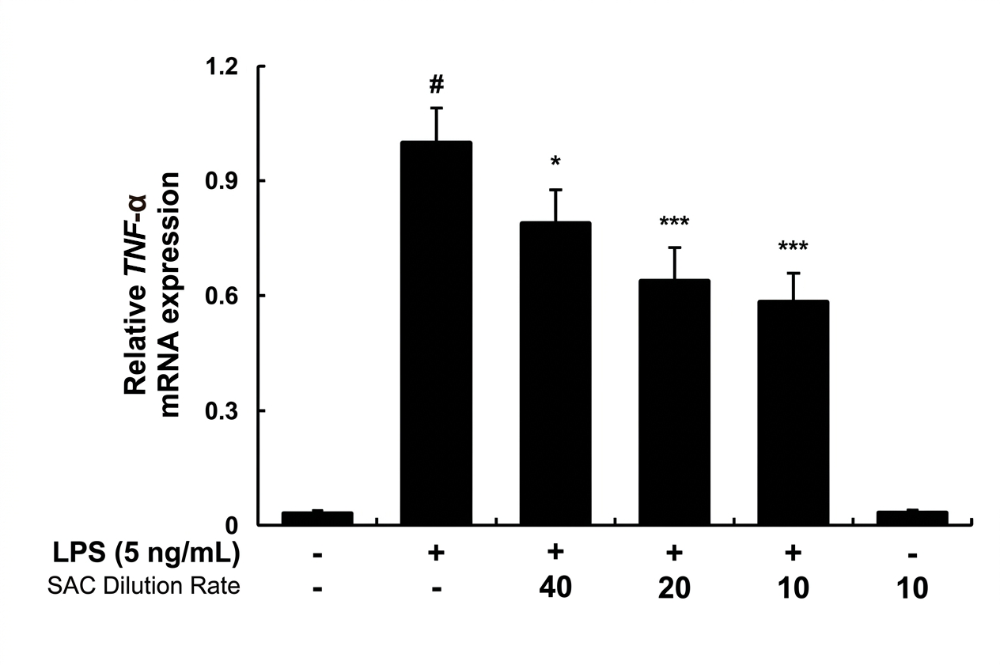 1.2
#
*
0.9
***
***
Relative TNF-α
mRNA expression
0.6
0.3
0
LPS (5 ng/mL) - + + + + -
SAC Dilution Rate - - 40 20 10 10